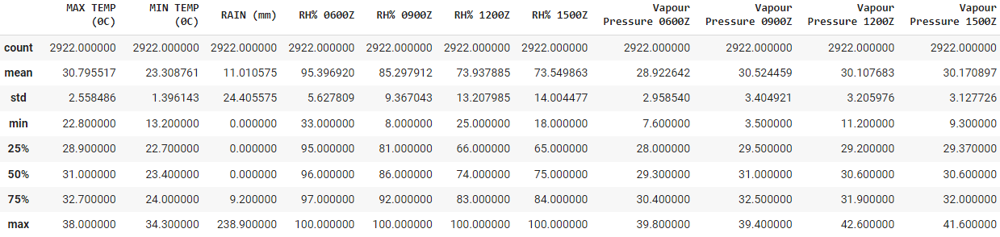 MAX TEMP MIN TEMP RAIN (mm) RH% 0600Z RH% 0900Z RH% 1200Z RH% 1500Z Vapour Vapour Vapour Vapour
(0C) (0C) Pressure 0600Z Pressure 0900Z Pressure 1200Z Pressure 1500Z
count 2922.000000 2922.000000 2922.000000 2922.000000 2922.000000 2922.000000 2922.000000 2922.000000 2922.000000 2922.000000 2922.000000
mean 30.795517 23.308761 11.010575 95.396920 85.297912 73.937885 73.549863 28.922642 30.524459 30.107683 30.170897
std 2.558486 1.396143 24.405575 5.627809 9.367043 13.207985 14.004477 2.958540 3.404921 3.205976 3.127726
min 22.800000 13.200000 0.000000 33.000000 8.000000 25.000000 18.000000 7.600000 3.500000 11.200000 9.300000
25% 28.900000 22.700000 0.000000 95.000000 81.000000 66.000000 65.000000 28.000000 29.500000 29.200000 29.370000
50% 31.000000 23.400000 0.000000 96.000000 86.000000 74.000000 75.000000 29.300000 31.000000 30.600000 30.600000
75% 32.700000 24.000000 9.200000 97.000000 92.000000 83.000000 84.000000 30.400000 32.500000 31.900000 32.000000
max 38.000000 34.300000 238.900000 100.000000 100.000000 100.000000 100.000000 39.800000 39.400000 42.600000 41.600000